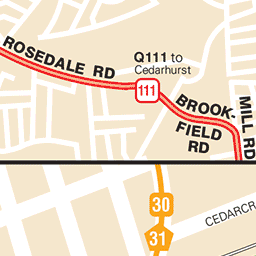 ROSEDALE RD
Q111 to
Cedarhurst
111
BROOK-
FIELD
RD
MILL RD
30
31
CEDARCR